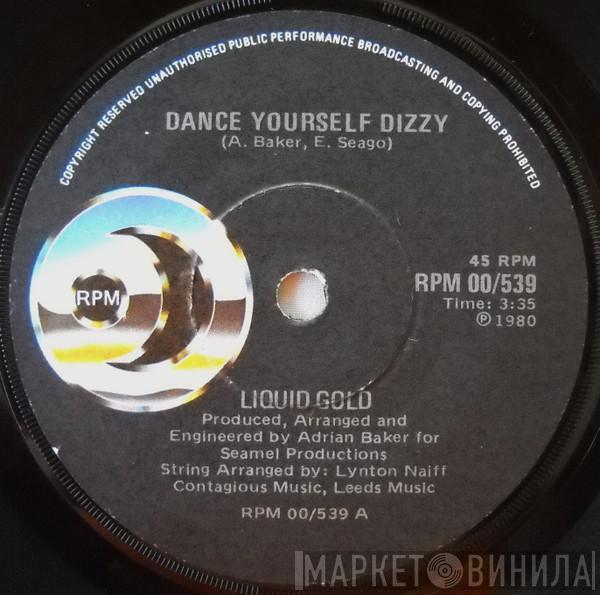 COPYRIGHT RESERVED UNAUTHORISED PUBLIC PERFORMANCE BROADCASTING AND COPYING PROHIBITED
DANCE YOURSELF DIZZY
(A. Baker, E. Seago)
RPM
45 RPM
RPM 00/539
Time: 3:35
Ⓟ 1980
LIQUID GOLD
Produced, Arranged and
Engineered by Adrian Baker for
Seamel Productions
String Arranged by: Lynton Naiff
Contagious Music, Leeds Music
RPM 00/539 A
МАРКЕТ ВИНИЛА